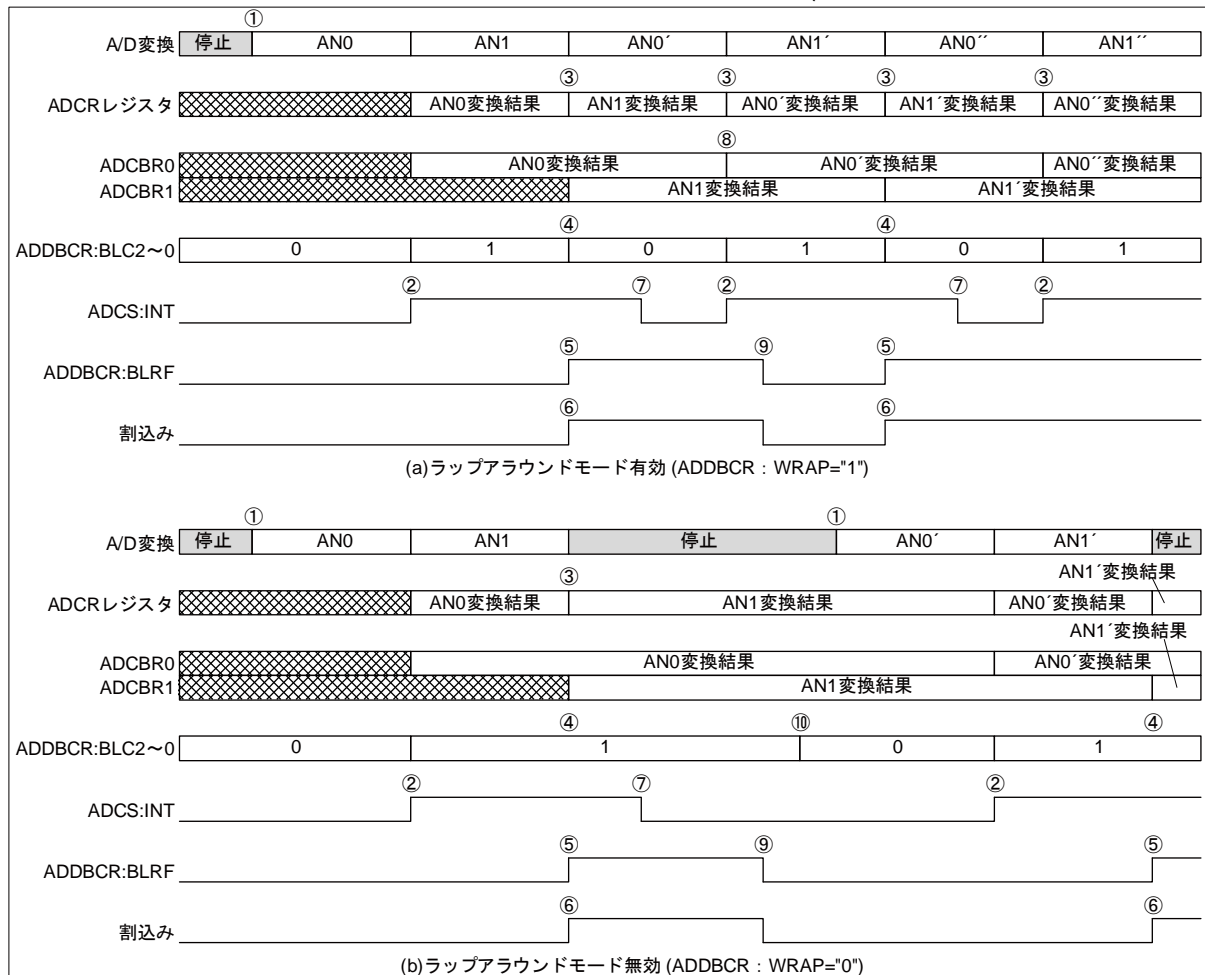 ①
A/D変換 停止 AN0 AN1 AN0´ AN1´ AN0´´ AN1´´
③ ③ ③ ③
ADCRレジスタ AN0変換結果 AN1変換結果 AN0´変換結果 AN1´変換結果 AN0´´変換結果
⑧
ADCBR0 AN0変換結果 AN0´変換結果 AN0´´変換結果
ADCBR1 AN1変換結果 AN1´変換結果
④ ④
ADDBCR:BLC2～0 0 1 0 1 0 1
② ⑦ ② ⑦ ②
ADCS:INT
⑤ ⑨ ⑤
ADDBCR:BLRF
⑥ ⑥
割込み
(a)ラップアラウンドモード有効 (ADDBCR：WRAP="1")
① ①
A/D変換 停止 AN0 AN1 停止 AN0´ AN1´ 停止
AN1´変換結果
③
ADCRレジスタ AN0変換結果 AN1変換結果 AN0´変換結果
AN1´変換結果
ADCBR0 AN0変換結果 AN0´変換結果
ADCBR1 AN1変換結果
④ ⑩ ④
ADDBCR:BLC2～0 0 1 0 1
② ⑦ ②
ADCS:INT
⑤ ⑨ ⑤
ADDBCR:BLRF
⑥ ⑥
割込み
(b)ラップアラウンドモード無効 (ADDBCR：WRAP="0")